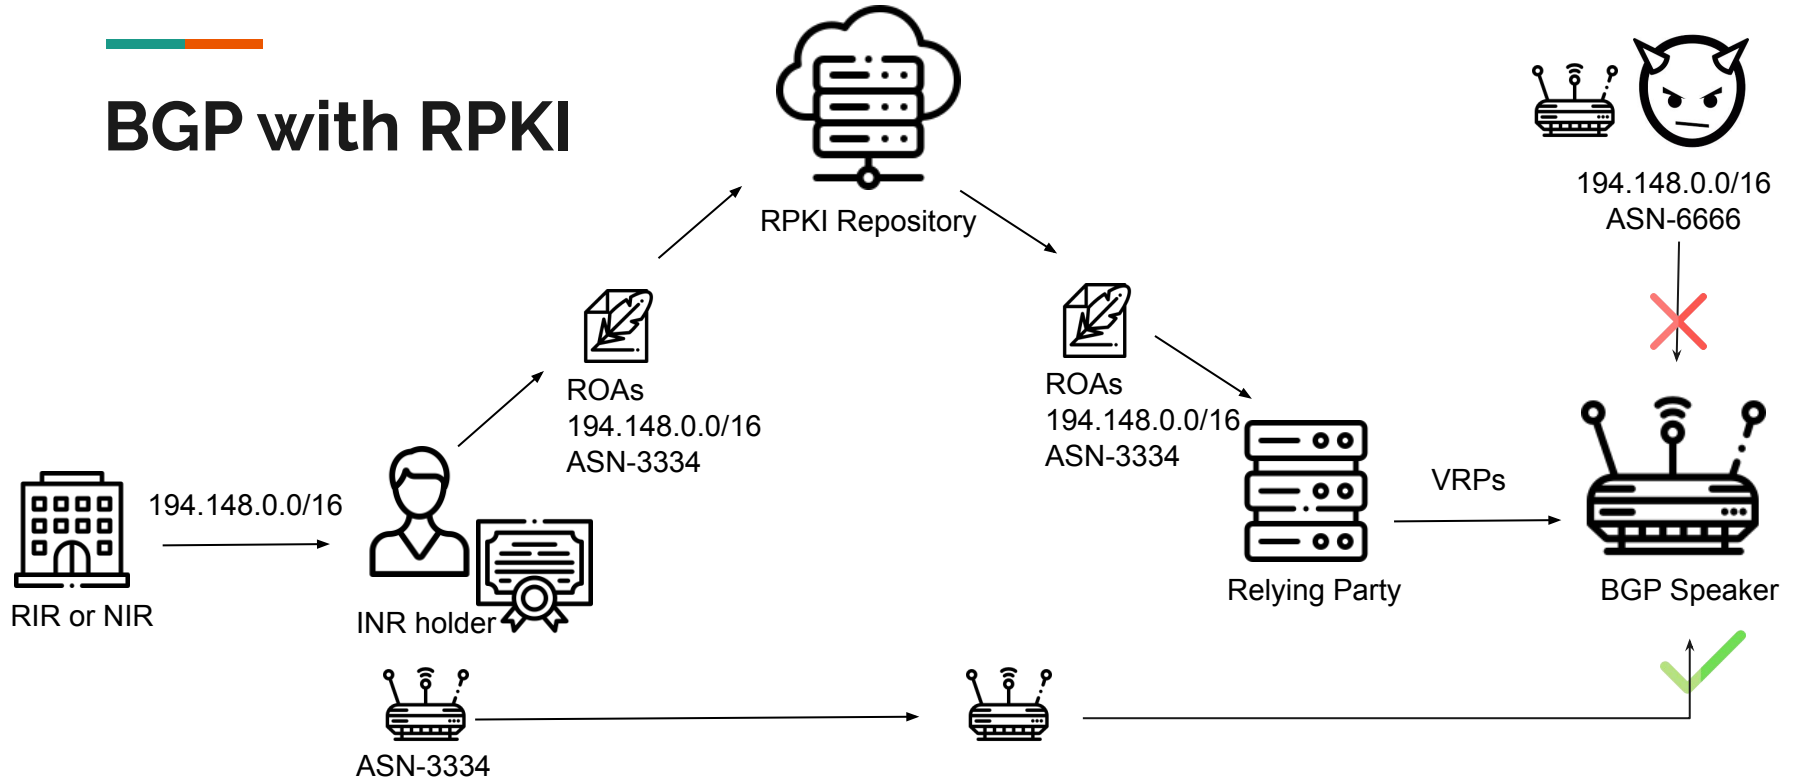 BGP with RPKI
RPKI Repository
194.148.0.0/16
ASN-6666
ROAs
194.148.0.0/16
ASN-3334
ROAs
194.148.0.0/16
ASN-3334
194.148.0.0/16
VRPs
RIR or NIR
INR holder
Relying Party
BGP Speaker
ASN-3334